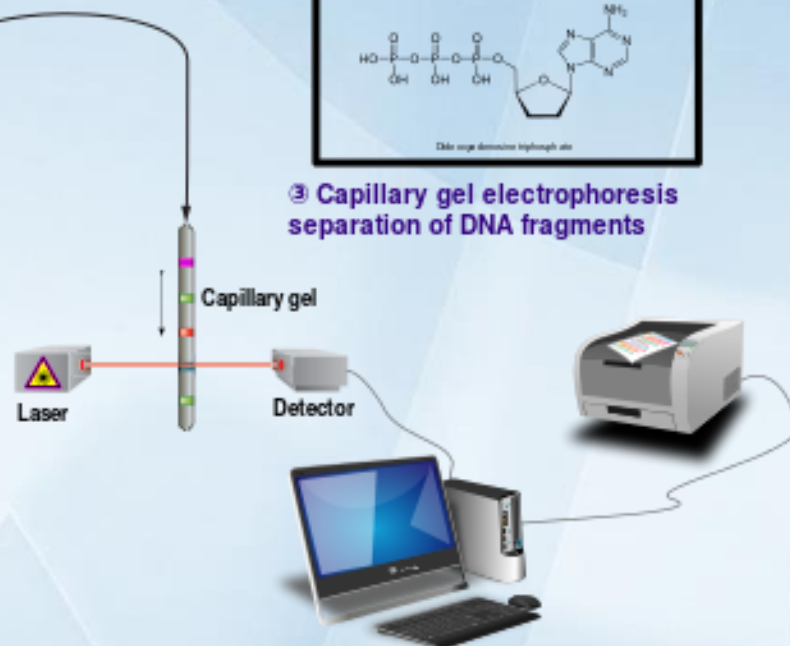 NH₂
N
N
N
N
O
O
O
HO-P-O-P-O-P-O
OH
OH
OH
O
③ Capillary gel electrophoresis
separation of DNA fragments
Capillary gel
Laser
Detector